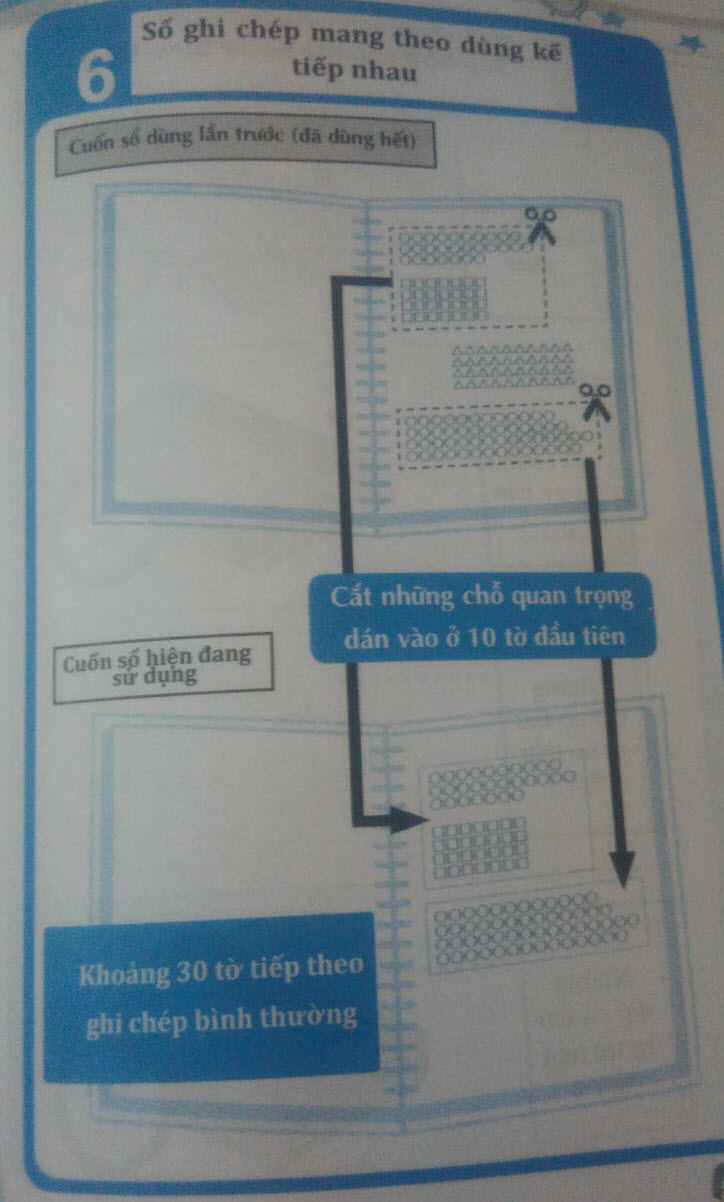 6
Sổ ghi chép mang theo dùng kế
tiếp nhau
Cuốn sổ dùng lần trước (đã dùng hết)
Cắt những chỗ quan trọng
dán vào ở 10 tờ đầu tiên
Cuốn sổ hiện đang
sử dụng
Khoảng 30 tờ tiếp theo
ghi chép bình thường